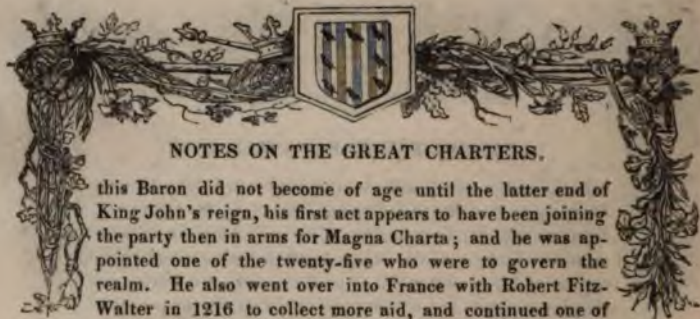 NOTES ON THE GREAT CHARTERS.
this Baron did not become of age until the latter end of
King John's reign, his first act appears to have been joining
the party then in arms for Magna Charta; and he was ap-
pointed one of the twenty-five who were to govern the
realm. He also went over into France with Robert Fitz-
Walter in 1216 to collect more aid, and continued one of